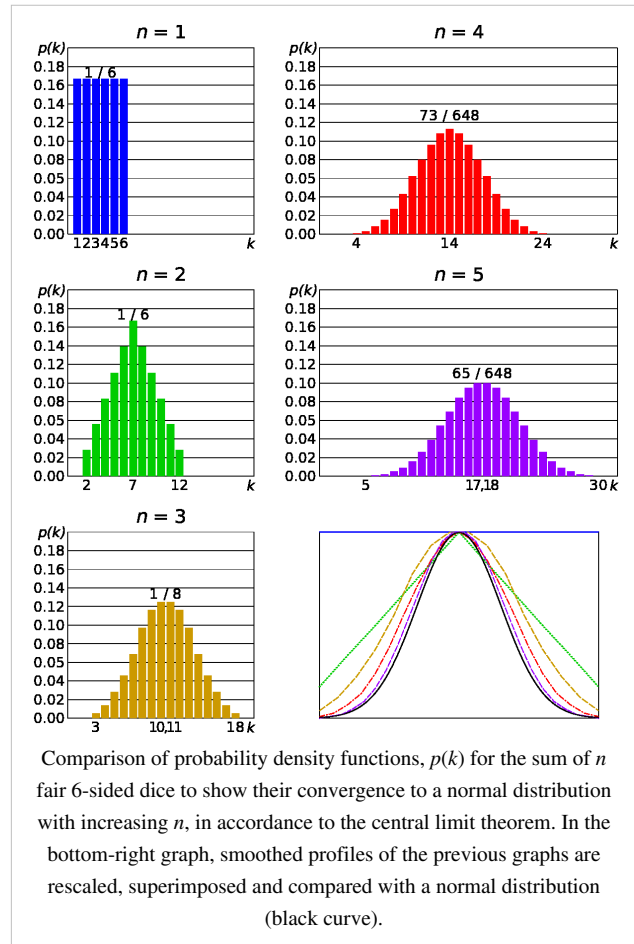 n = 1
p(k)
0.18
0.16
0.14
0.12
0.10
0.08
0.06
0.04
0.02
0.00
1 / 6
123456
k
n = 4
p(k)
0.18
0.16
0.14
0.12
0.10
0.08
0.06
0.04
0.02
0.00
73 / 648
4 14 24 k
n = 2
p(k)
0.18
0.16
0.14
0.12
0.10
0.08
0.06
0.04
0.02
0.00
1 / 6
2 7 12 k
n = 5
p(k)
0.18
0.16
0.14
0.12
0.10
0.08
0.06
0.04
0.02
0.00
65 / 648
5 17,18 30 k
n = 3
p(k)
0.18
0.16
0.14
0.12
0.10
0.08
0.06
0.04
0.02
0.00
1 / 8
3 10,11 18 k
Comparison of probability density functions, p(k) for the sum of n
fair 6-sided dice to show their convergence to a normal distribution
with increasing n, in accordance to the central limit theorem. In the
bottom-right graph, smoothed profiles of the previous graphs are
rescaled, superimposed and compared with a normal distribution
(black curve).